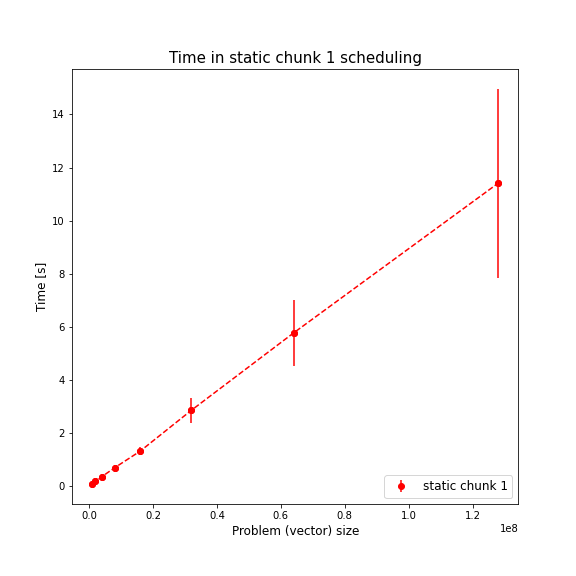 Time in static chunk 1 scheduling
Time [s]
14
12
10
8
6
4
2
0
0.0 0.2 0.4 0.6 0.8 1.0 1.2
1e8
Problem (vector) size
static chunk 1